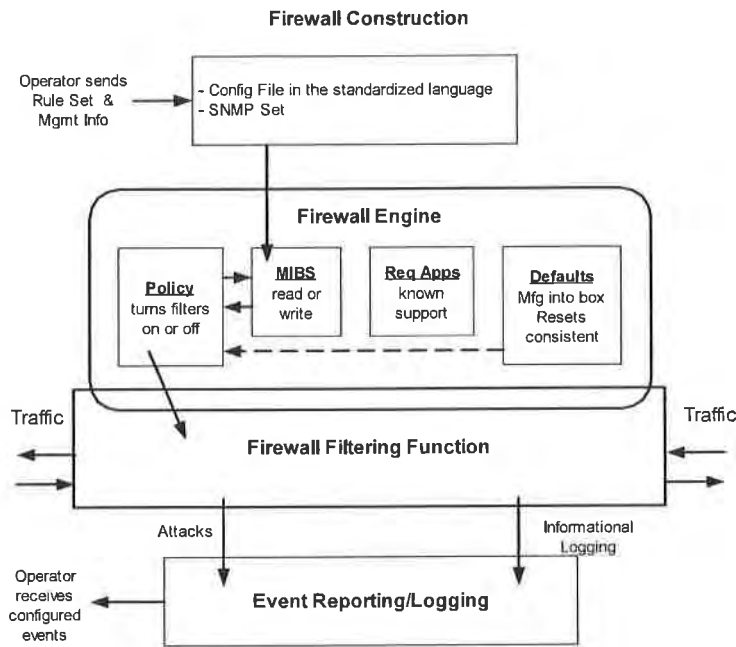 Firewall Construction
Operator sends
Rule Set &
Mgmt Info
- Config File in the standardized language
- SNMP Set
Firewall Engine
Policy
turns filters
on or off
MIBS
read or
write
Req Apps
known
support
Defaults
Mfg into box
Resets
consistent
Traffic
Traffic
Firewall Filtering Function
Attacks
Informational
Logging
Operator
receives
configured
events
Event Reporting/Logging